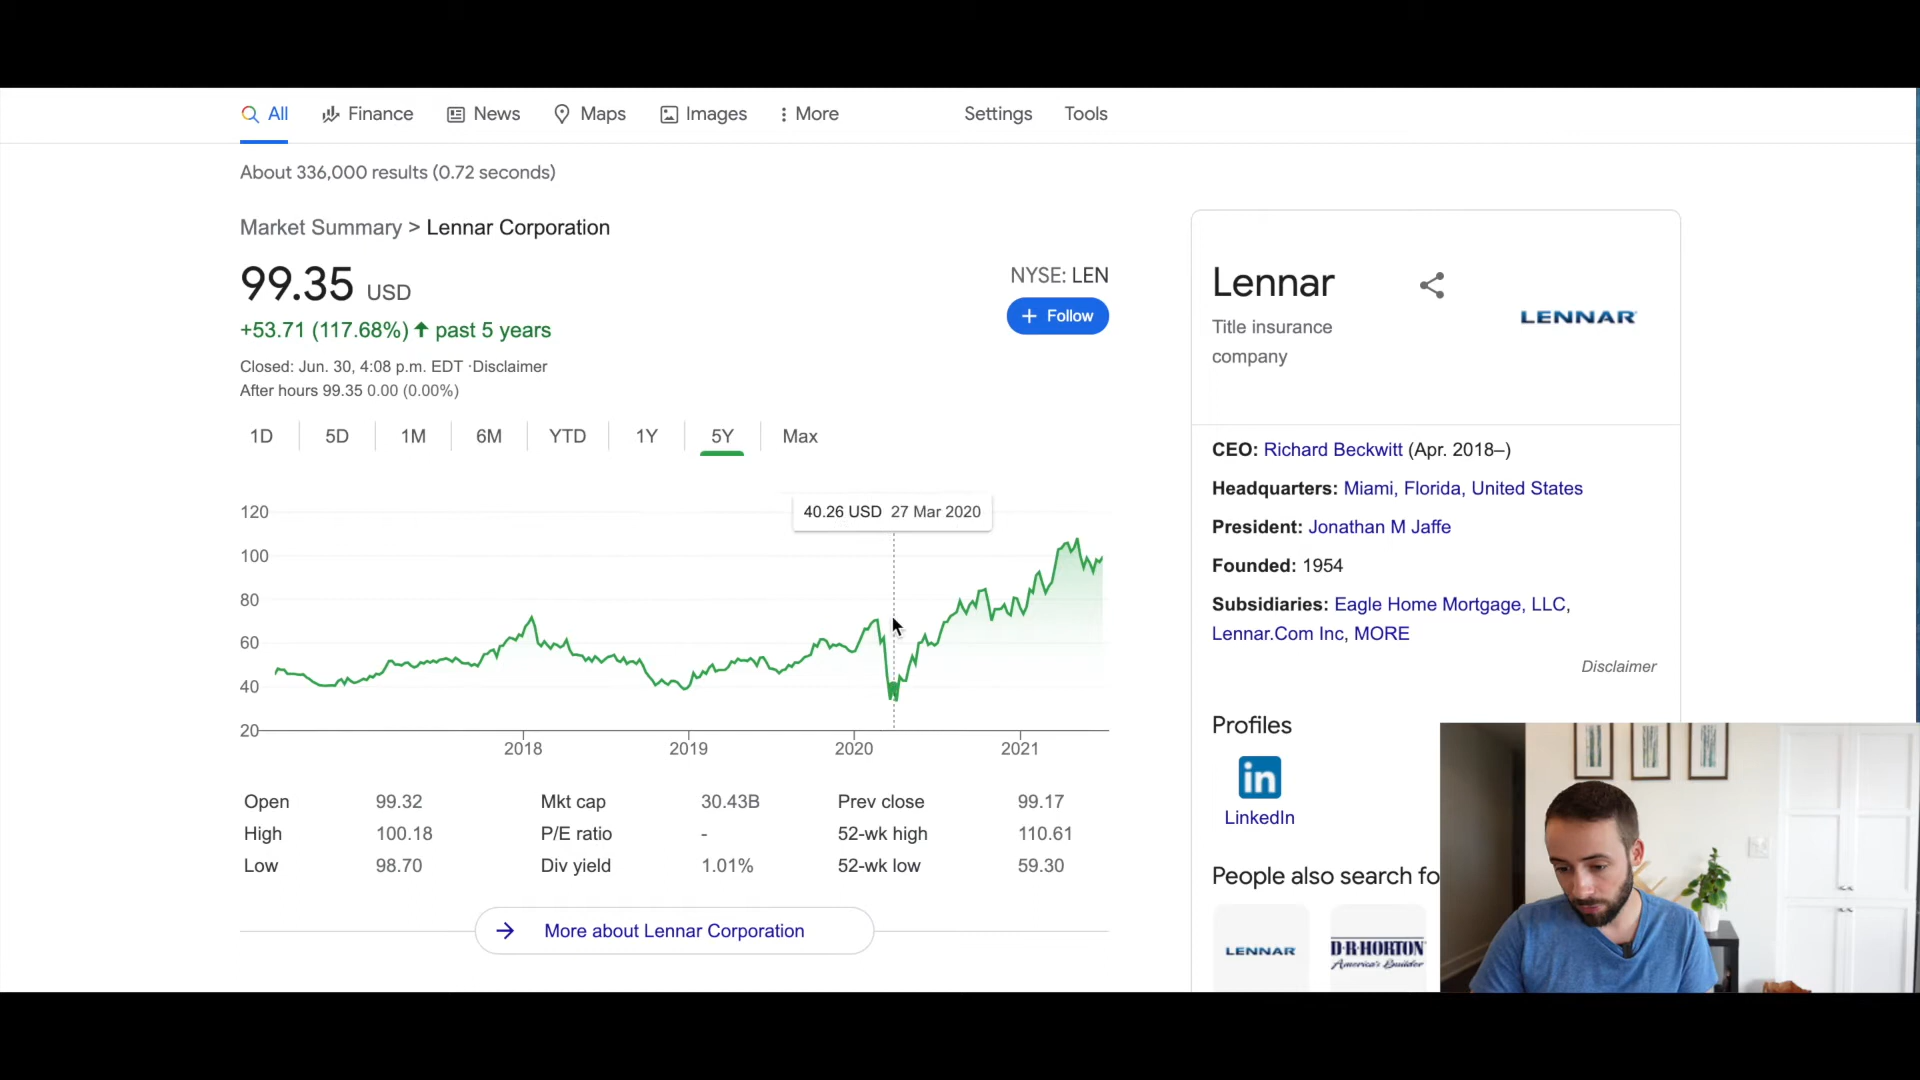 All Finance News Maps Images More Settings Tools
About 336,000 results (0.72 seconds)
Market Summary > Lennar Corporation
99.35 USD
NYSE: LEN
+ Follow
+53.71 (117.68%) past 5 years
Closed: Jun. 30, 4:08 p.m. EDT ·Disclaimer
After hours 99.35 0.00 (0.00%)
1D 5D 1M 6M YTD 1Y 5Y Max
40.26 USD 27 Mar 2020
120
100
80
60
40
20
2018 2019 2020 2021
Open 99.32 Mkt cap 30.43B Prev close 99.17
High 100.18 P/E ratio - 52-wk high 110.61
Low 98.70 Div yield 1.01% 52-wk low 59.30
More about Lennar Corporation
Lennar
LENNAR
Title insurance
company
CEO: Richard Beckwitt (Apr. 2018–)
Headquarters: Miami, Florida, United States
President: Jonathan M Jaffe
Founded: 1954
Subsidiaries: Eagle Home Mortgage, LLC,
Lennar.Com Inc, MORE
Disclaimer
Profiles
in
LinkedIn
People also search fo
LENNAR
D·R·HORTON
America's Builder